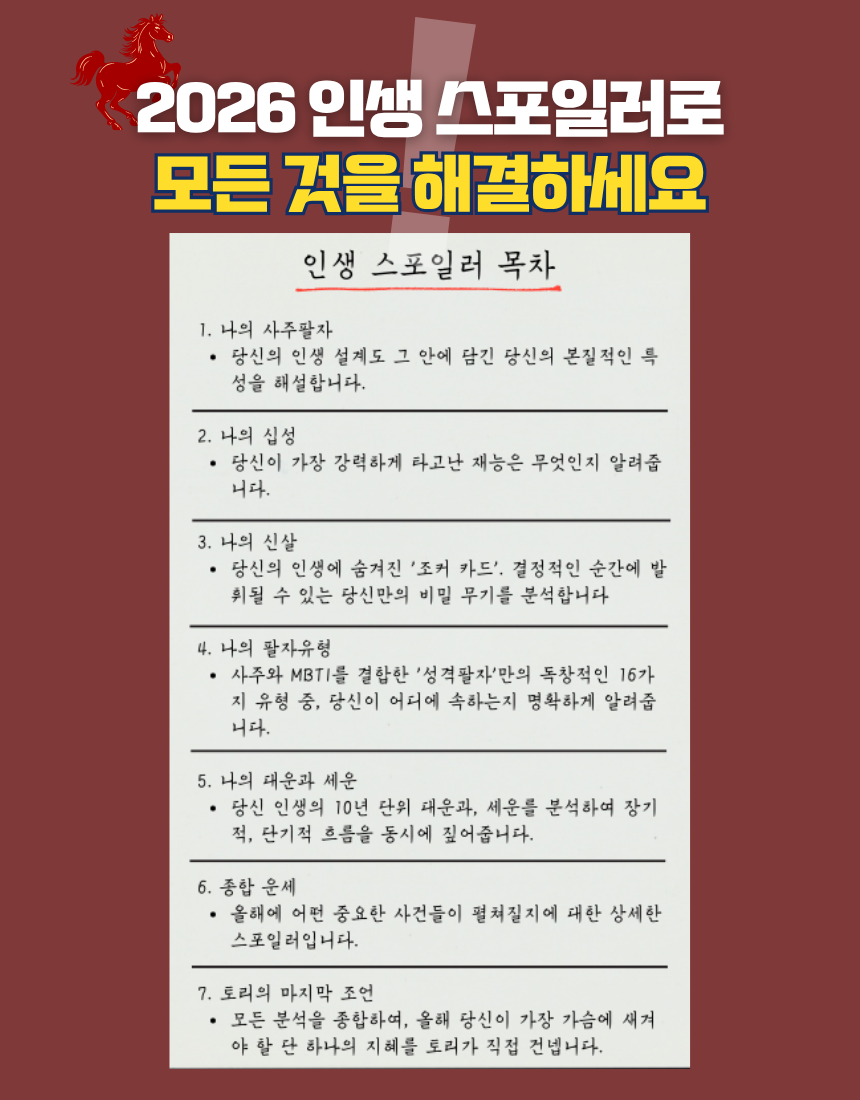 2026 인생 스포일러로
모든 것을 해결하세요
인생 스포일러 목차
1. 나의 사주팔자
• 당신의 인생 설계도 그 안에 담긴 당신의 본질적인 특
성을 해설합니다.
2. 나의 십성
• 당신이 가장 강력하게 타고난 재능은 무엇인지 알려줍
니다.
3. 나의 신살
• 당신의 인생에 숨겨진 '조커 카드'. 결정적인 순간에 발
휘될 수 있는 당신만의 비밀 무기를 분석합니다
4. 나의 팔자유형
• 사주와 MBTI를 결합한 '성격팔자'만의 독창적인 16가
지 유형 중, 당신이 어디에 속하는지 명확하게 알려줍
니다.
5. 나의 대운과 세운
• 당신 인생의 10년 단위 대운과, 세운를 분석하여 장기
적, 단기적 흐름을 동시에 짚어줍니다.
6. 종합 운세
• 올해에 어떤 중요한 사건들이 펼쳐질지에 대한 상세한
스포일러입니다.
7. 토리의 마지막 조언
• 모든 분석을 종합하여, 올해 당신이 가장 가슴에 새겨
야 할 단 하나의 지혜를 토리가 직접 건넵니다.